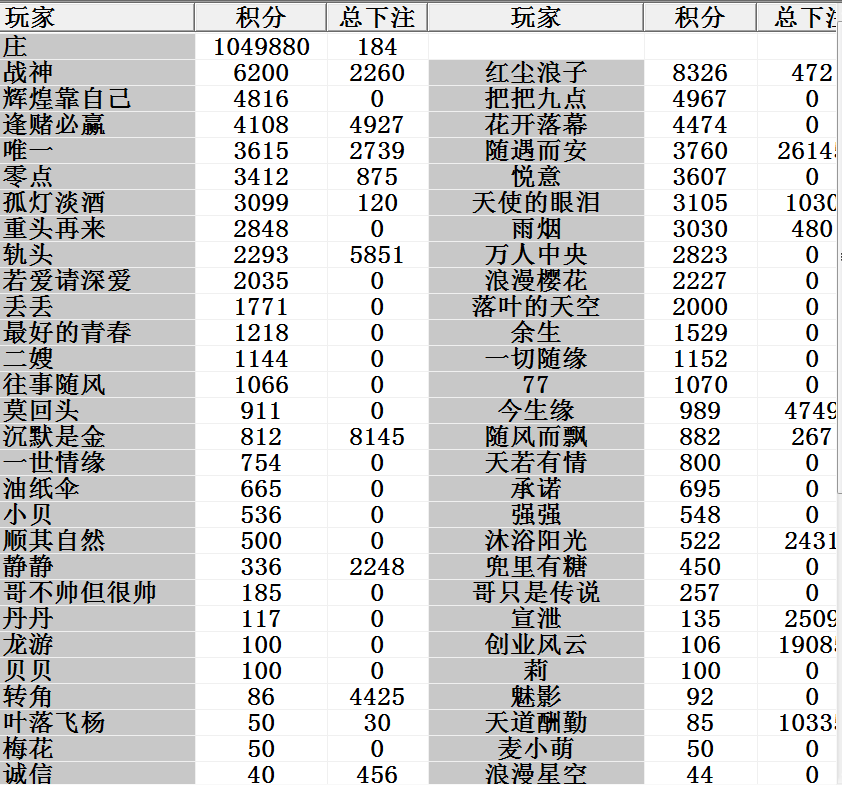 玩家 积分 总下注 玩家 积分 总下
庄 1049880 184
战神 6200 2260 红尘浪子 8326 472
辉煌靠自己 4816 0 把把九点 4967 0
逢赌必赢 4108 4927 花开落幕 4474 0
唯一 3615 2739 随遇而安 3760 2614
零点 3412 875 悦意 3607 0
孤灯淡酒 3099 120 天使的眼泪 3105 1030
重头再来 2848 0 雨烟 3030 480
轨头 2293 5851 万人中央 2823 0
若爱请深爱 2035 0 浪漫樱花 2227 0
丢丢 1771 0 落叶的天空 2000 0
最好的青春 1218 0 余生 1529 0
二嫂 1144 0 一切随缘 1152 0
往事随风 1066 0 77 1070 0
莫回头 911 0 今生缘 989 4749
沉默是金 812 8145 随风而飘 882 267
一世情缘 754 0 天若有情 800 0
油纸伞 665 0 承诺 695 0
小贝 536 0 强强 548 0
顺其自然 500 0 沐浴阳光 522 2431
静静 336 2248 兜里有糖 450 0
哥不帅但很帅 185 0 哥只是传说 257 0
丹丹 117 0 宣泄 135 2509
龙游 100 0 创业风云 106 1908
贝贝 100 0 莉 100 0
转角 86 4425 魅影 92 0
叶落飞杨 50 30 天道酬勤 85 1033
梅花 50 0 麦小萌 50 0
诚信 40 456 浪漫星空 44 0